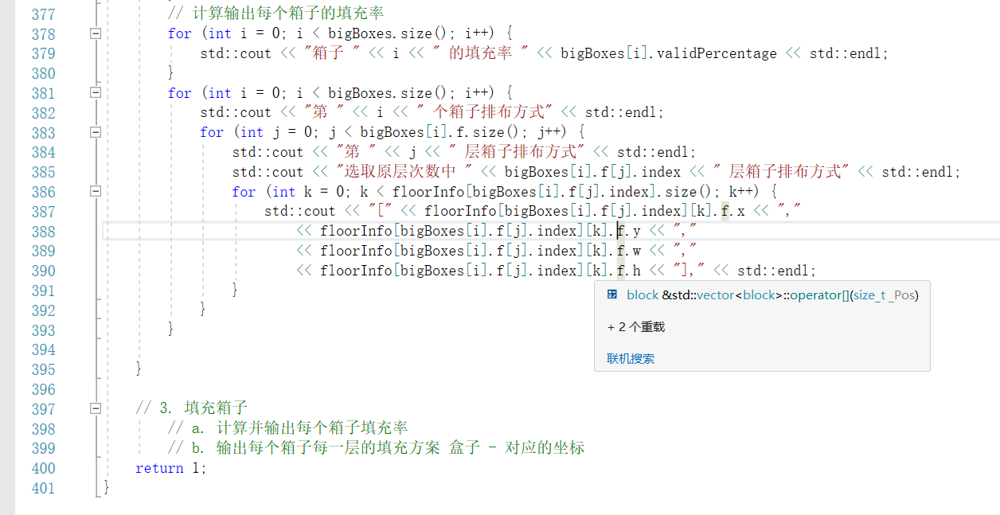 377 // 计算输出每个箱子的填充率
378 for (int i = 0; i < bigBoxes.size(); i++) {
379 std::cout << "箱子 " << i << " 的填充率 " << bigBoxes[i].validPercentage << std::endl;
380 }
381 for (int i = 0; i < bigBoxes.size(); i++) {
382 std::cout << "第 " << i << " 个箱子排布方式" << std::endl;
383 for (int j = 0; j < bigBoxes[i].f.size(); j++) {
384 std::cout << "第 " << j << " 层箱子排布方式" << std::endl;
385 std::cout << "选取原层次数中 " << bigBoxes[i].f[j].index << " 层箱子排布方式" << std::endl;
386 for (int k = 0; k < floorInfo[bigBoxes[i].f[j].index].size(); k++) {
387 std::cout << "[" << floorInfo[bigBoxes[i].f[j].index][k].f.x << ","
388 << floorInfo[bigBoxes[i].f[j].index][k].f.y << ","
389 << floorInfo[bigBoxes[i].f[j].index][k].f.w << ","
390 << floorInfo[bigBoxes[i].f[j].index][k].f.h << "]," << std::endl;
391 }
392 }
393 }
394
395 }
396
397 // 3. 填充箱子
398 // a. 计算并输出每个箱子填充率
399 // b. 输出每个箱子每一层的填充方案 盒子 - 对应的坐标
400 return 1;
401 }
block &std::vector<block>::operator[](size_t _Pos)
+ 2 个重载
联机搜索